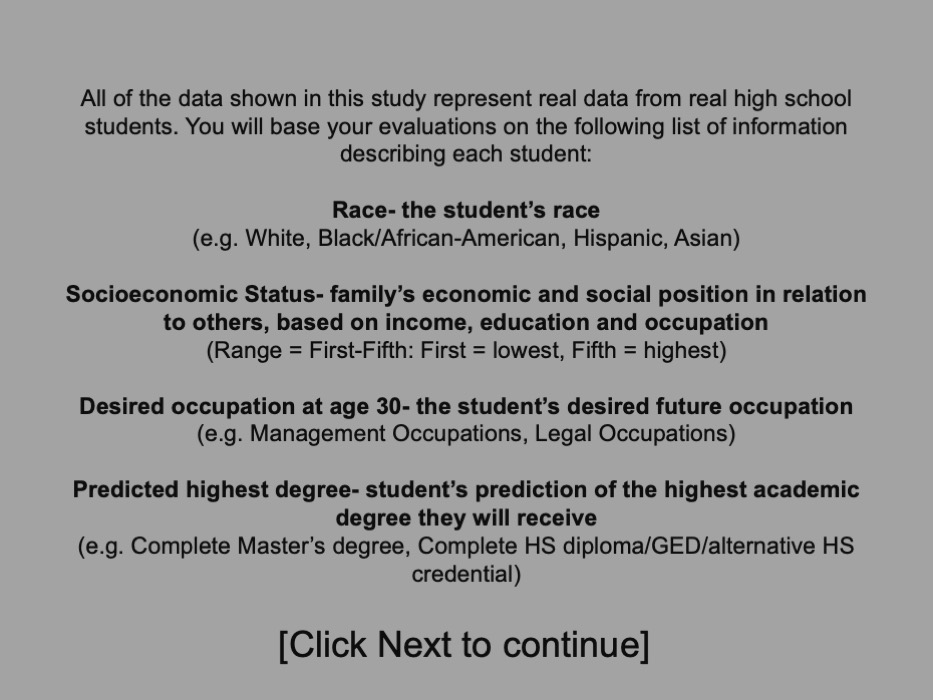 All of the data shown in this study represent real data from real high school
students. You will base your evaluations on the following list of information
describing each student:
Race- the student’s race
(e.g. White, Black/African-American, Hispanic, Asian)
Socioeconomic Status- family’s economic and social position in relation
to others, based on income, education and occupation
(Range = First-Fifth: First = lowest, Fifth = highest)
Desired occupation at age 30- the student’s desired future occupation
(e.g. Management Occupations, Legal Occupations)
Predicted highest degree- student’s prediction of the highest academic
degree they will receive
(e.g. Complete Master’s degree, Complete HS diploma/GED/alternative HS
credential)
[Click Next to continue]